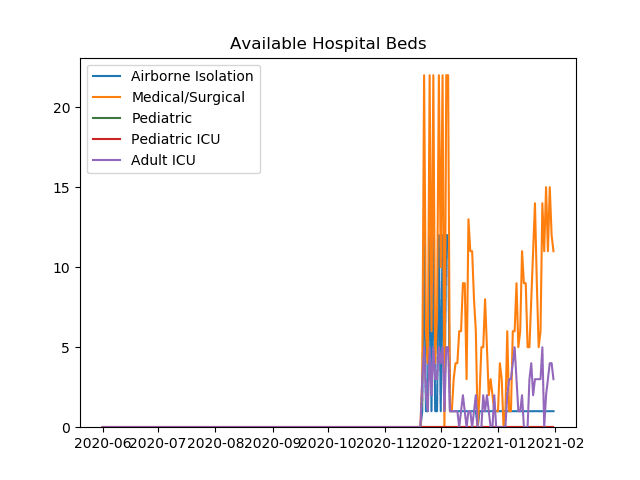 Available Hospital Beds
Airborne Isolation
Medical/Surgical
Pediatric
Pediatric ICU
Adult ICU
20
15
10
5
0
2020-06 2020-07 2020-08 2020-09 2020-10 2020-11 2020-12 2021-01 2021-02